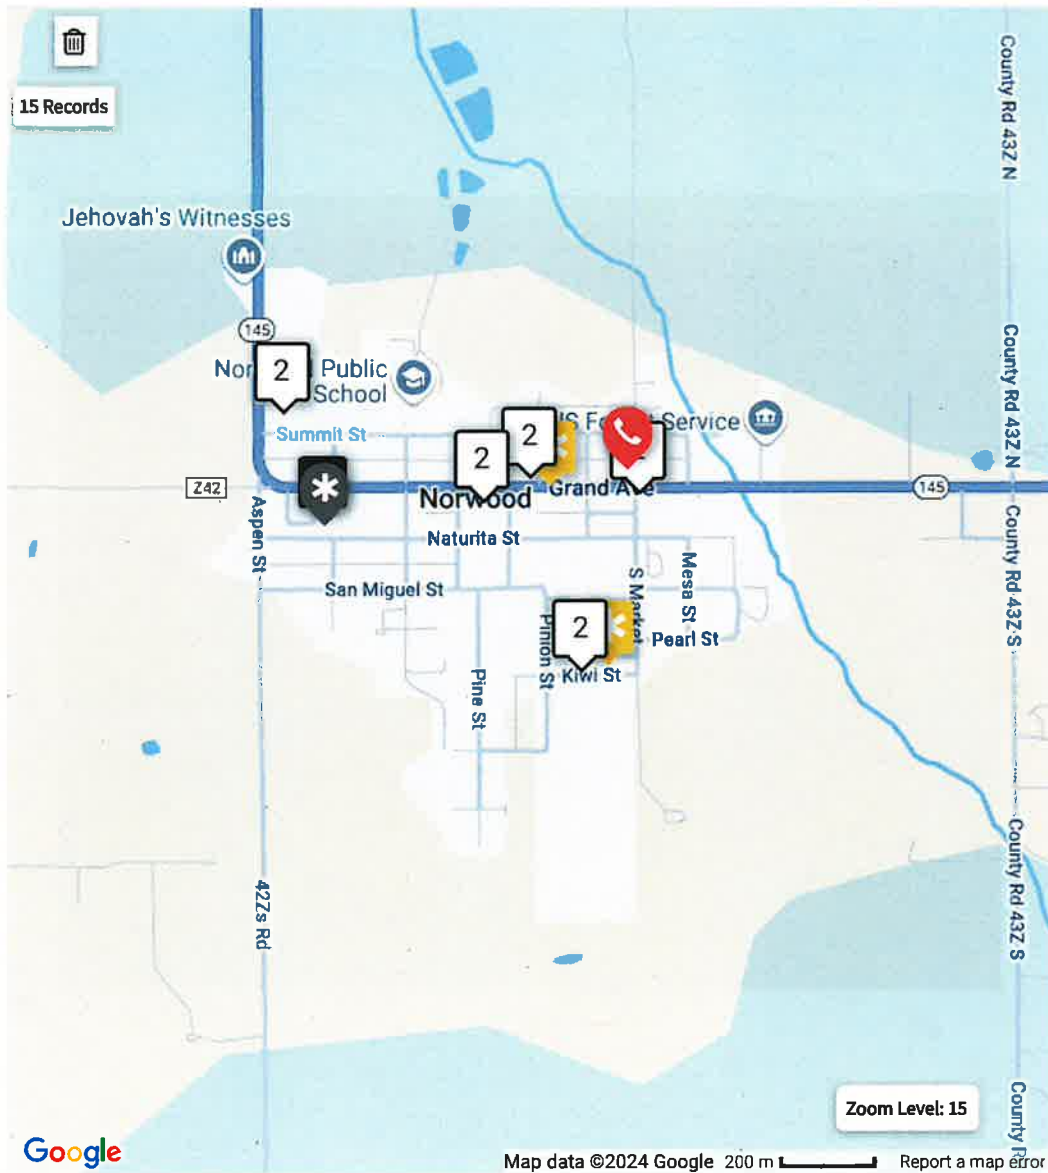 15 Records
County Rd 43Z N
Jehovah's Witnesses
145
Public
School
2
County Rd 43Z N
Summit St
2
2
Service
Z42
Norwood
Grand Ave
145
Aspen St
Naturita St
County Rd 43Z S
San Miguel St
S Market
Mesa St
2
Pinion St
Pearl St
Pine St
Kiwi St
42Zs Rd
County Rd 43Z S
Zoom Level: 15
County R
Google
Map data ©2024 Google 200 m Report a map error